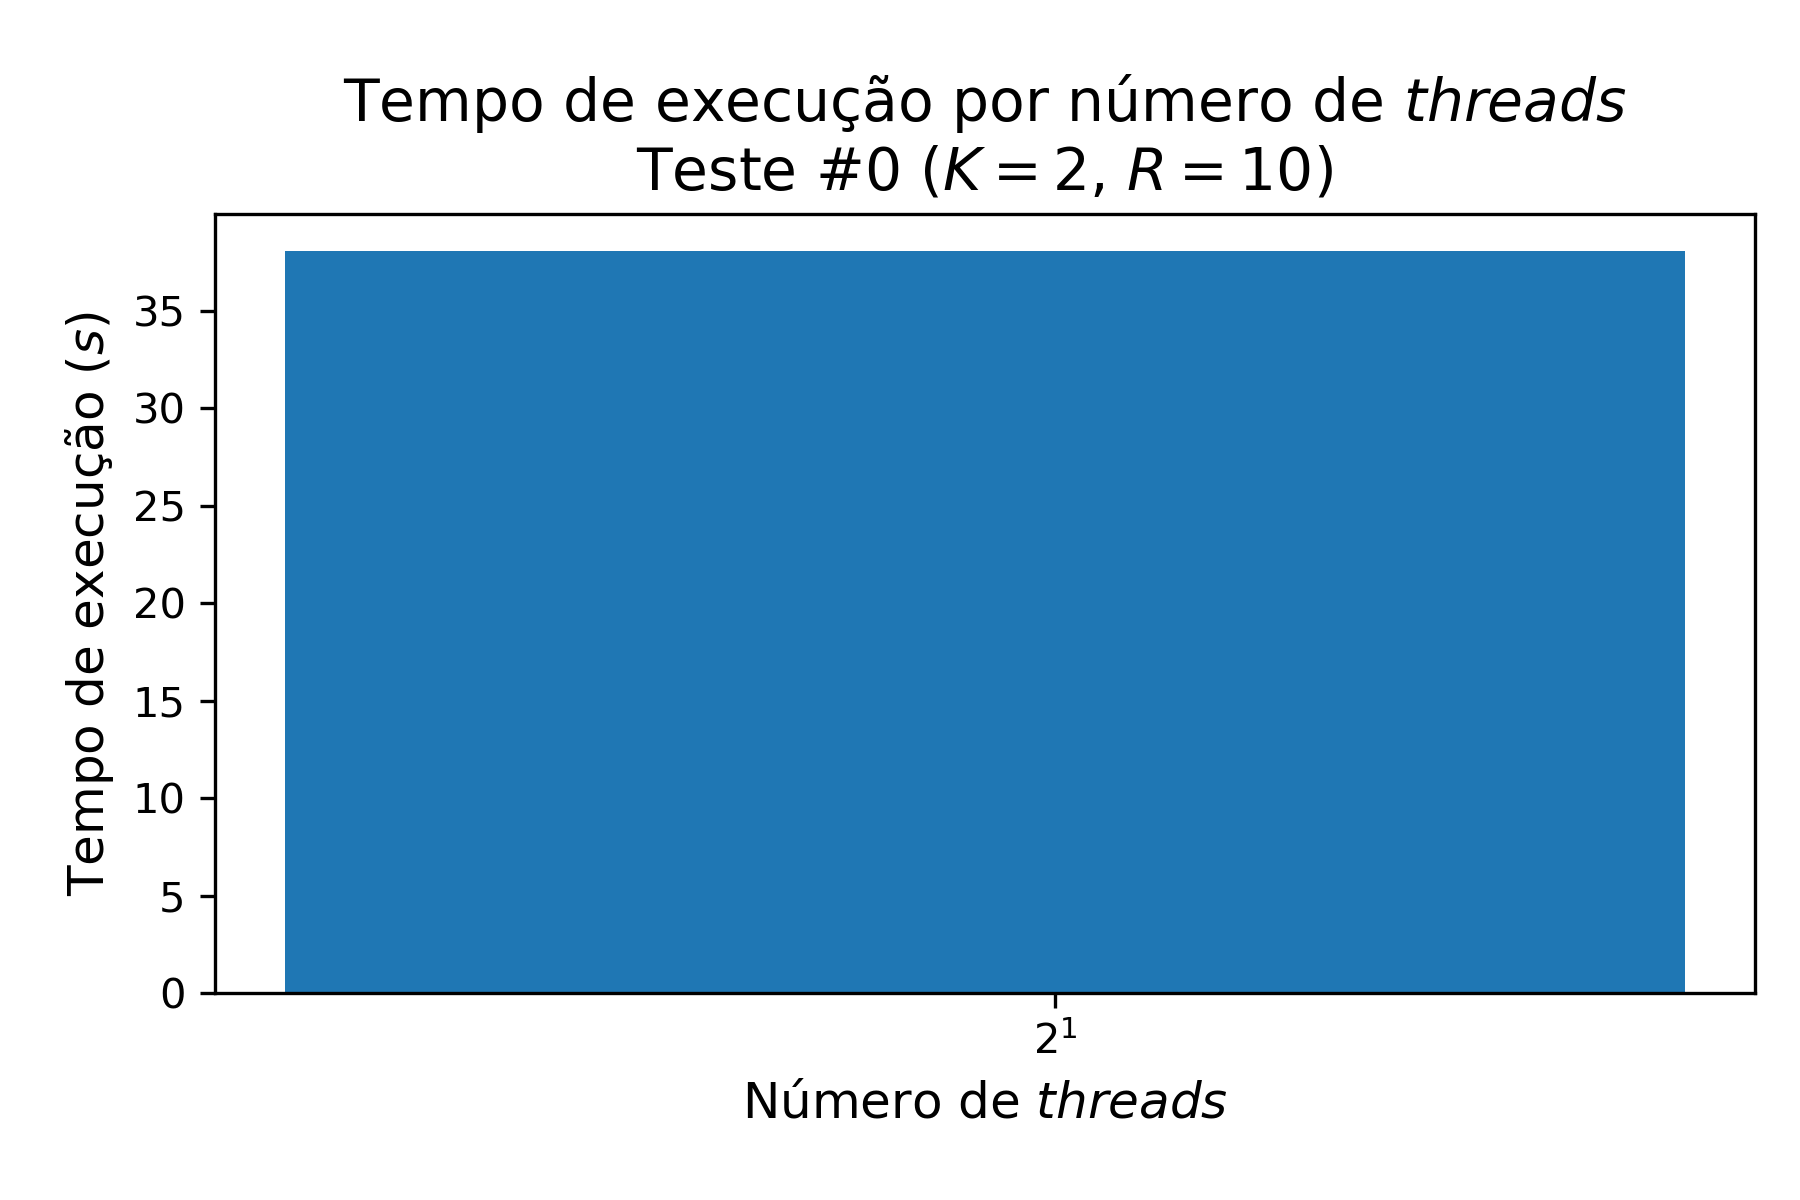 Tempo de execução por número de threads
Teste #0 (K = 2, R = 10)
Tempo de execução (s)
35
30
25
20
15
10
5
0
2¹
Número de threads